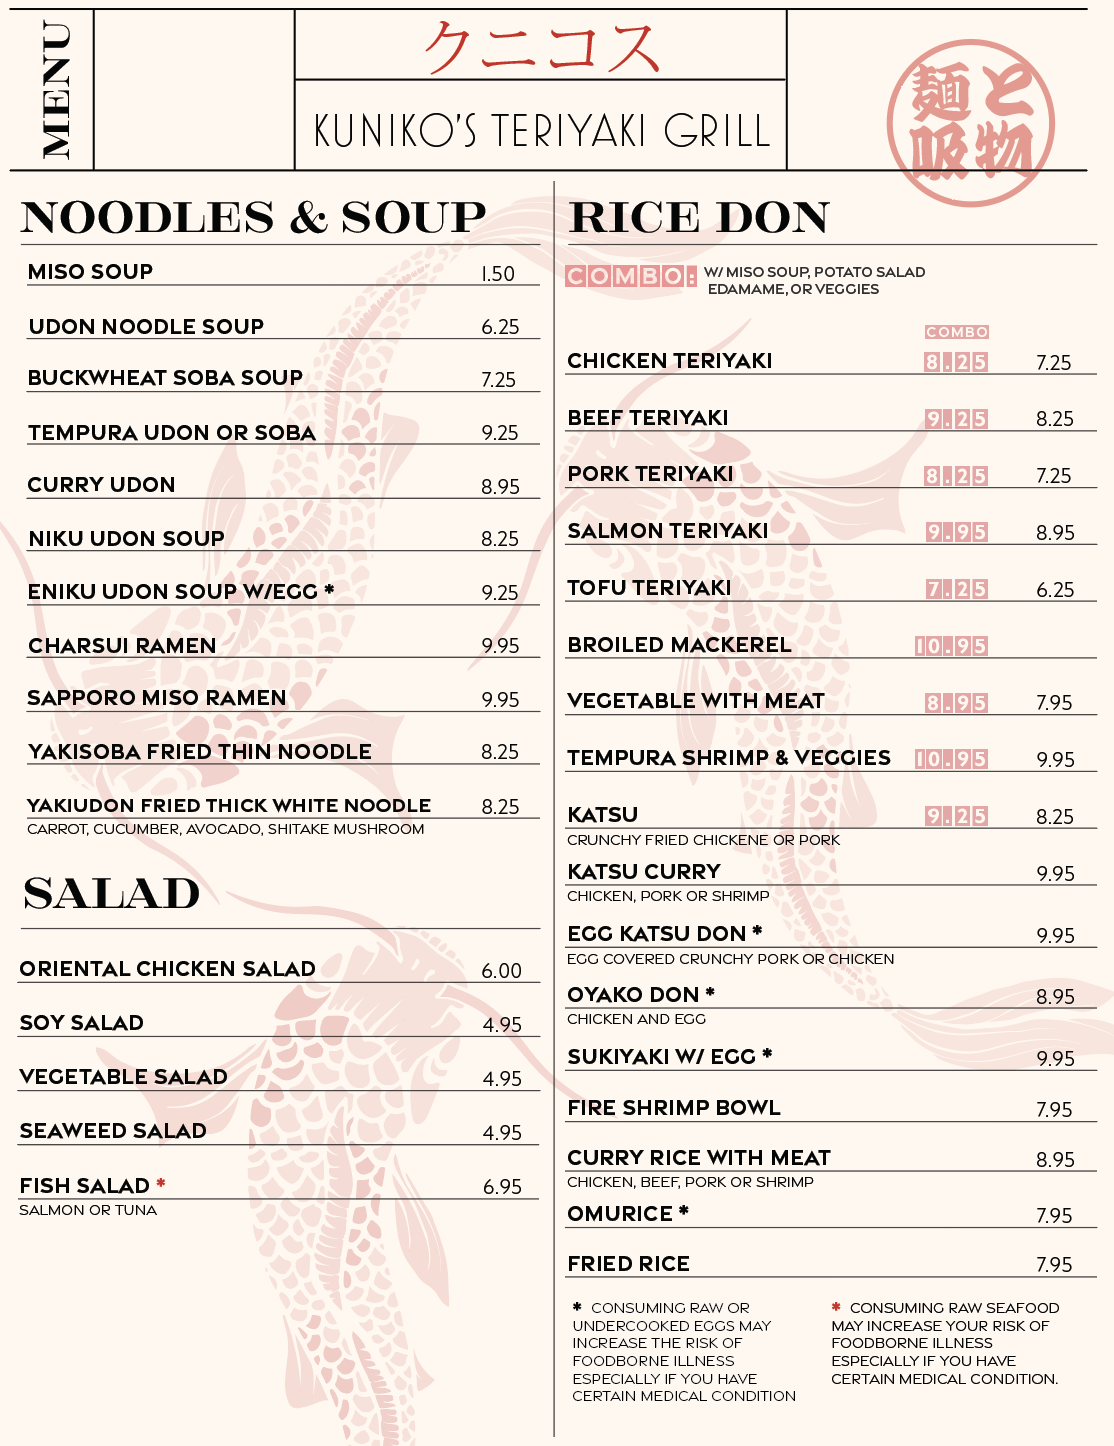 MENU
クニコス
KUNIKO'S TERIYAKI GRILL
麺と
吸物
NOODLES & SOUP
MISO SOUP 1.50
UDON NOODLE SOUP 6.25
BUCKWHEAT SOBA SOUP 7.25
TEMPURA UDON OR SOBA 9.25
CURRY UDON 8.95
NIKU UDON SOUP 8.25
ENIKU UDON SOUP W/EGG * 9.25
CHARSUI RAMEN 9.95
SAPPORO MISO RAMEN 9.95
YAKISOBA FRIED THIN NOODLE 8.25
YAKIUDON FRIED THICK WHITE NOODLE 8.25
CARROT, CUCUMBER, AVOCADO, SHITAKE MUSHROOM
SALAD
ORIENTAL CHICKEN SALAD 6.00
SOY SALAD 4.95
VEGETABLE SALAD 4.95
SEAWEED SALAD 4.95
FISH SALAD * 6.95
SALMON OR TUNA
RICE DON
COMBO: W/ MISO SOUP, POTATO SALAD
EDAMAME, OR VEGGIES
COMBO
CHICKEN TERIYAKI 8.25 7.25
BEEF TERIYAKI 9.25 8.25
PORK TERIYAKI 8.25 7.25
SALMON TERIYAKI 9.95 8.95
TOFU TERIYAKI 7.25 6.25
BROILED MACKEREL 10.95
VEGETABLE WITH MEAT 8.95 7.95
TEMPURA SHRIMP & VEGGIES 10.95 9.95
KATSU 9.25 8.25
CRUNCHY FRIED CHICKENE OR PORK
KATSU CURRY 9.95
CHICKEN, PORK OR SHRIMP
EGG KATSU DON * 9.95
EGG COVERED CRUNCHY PORK OR CHICKEN
OYAKO DON * 8.95
CHICKEN AND EGG
SUKIYAKI W/ EGG * 9.95
FIRE SHRIMP BOWL 7.95
CURRY RICE WITH MEAT 8.95
CHICKEN, BEEF, PORK OR SHRIMP
OMURICE * 7.95
FRIED RICE 7.95
* CONSUMING RAW OR
UNDERCOOKED EGGS MAY
INCREASE THE RISK OF
FOODBORNE ILLNESS
ESPECIALLY IF YOU HAVE
CERTAIN MEDICAL CONDITION
* CONSUMING RAW SEAFOOD
MAY INCREASE YOUR RISK OF
FOODBORNE ILLNESS
ESPECIALLY IF YOU HAVE
CERTAIN MEDICAL CONDITION.